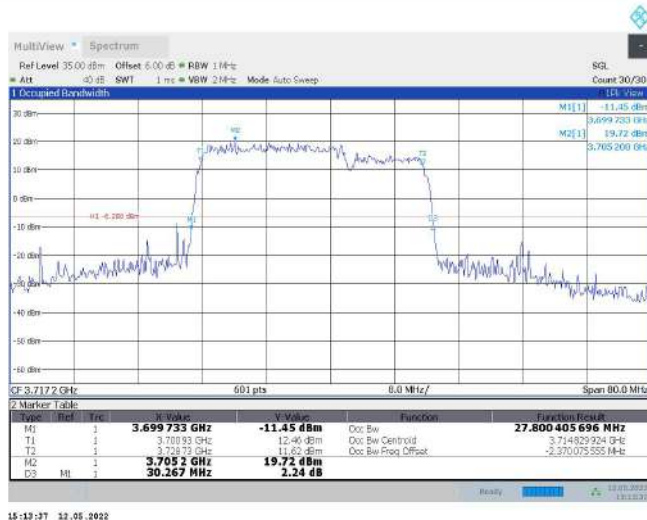 MultiView Spectrum
Ref Level 35.00 dBm Offset 6.00 dB RBW 1 MHz SGL
Att 40 dB SWT 1 ms VBW 2 MHz Mode Auto Sweep Count 30/30
1 Occupied Bandwidth 1Pk View
M1[1] -11.45 dBm
3.699 733 GHz
M2[1] 19.72 dBm
3.705 200 GHz
30 dBm
M2
20 dBm
T1 T2
10 dBm
0 dBm
H1 -6.280 dBm
M1 D3
-10 dBm
-20 dBm
-30 dBm
-40 dBm
-50 dBm
-60 dBm
CF 3.7172 GHz 601 pts 8.0 MHz/ Span 80.0 MHz
2 Marker Table
Type Ref Trc X-Value Y-Value Function Function Result
M1 1 3.699 733 GHz -11.45 dBm Occ Bw 27.800 405 696 MHz
T1 1 3.70093 GHz 12.46 dBm Occ Bw Centroid 3.714829924 GHz
T2 1 3.72873 GHz 11.62 dBm Occ Bw Freq Offset -2.370075555 MHz
M2 1 3.7052 GHz 19.72 dBm
D3 M1 1 30.267 MHz 2.24 dB
Ready
15:13:37 12.05.2022